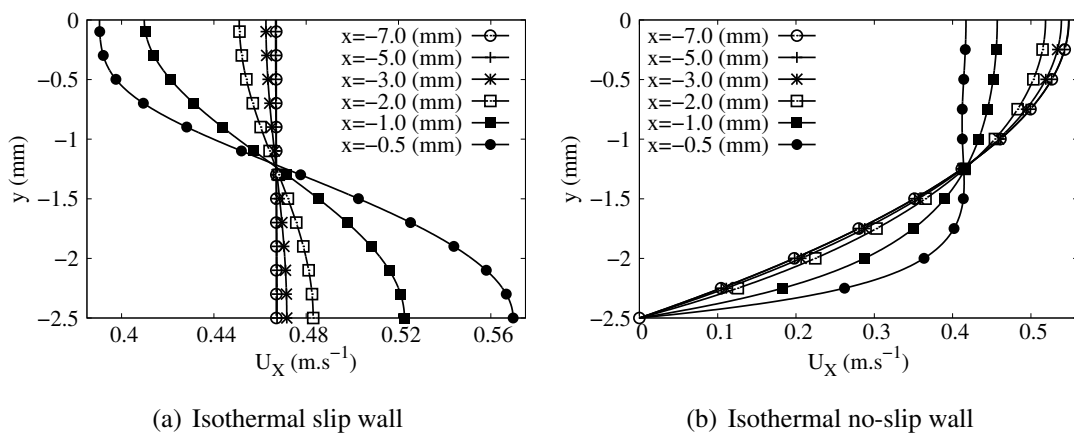 0
−0.5
−1
−1.5
−2
−2.5
y (mm)
0.4 0.44 0.48 0.52 0.56
U_X (m.s⁻¹)
x=−7.0 (mm)
x=−5.0 (mm)
x=−3.0 (mm)
x=−2.0 (mm)
x=−1.0 (mm)
x=−0.5 (mm)
(a) Isothermal slip wall
0
−0.5
−1
−1.5
−2
−2.5
y (mm)
0 0.1 0.2 0.3 0.4 0.5
U_X (m.s⁻¹)
x=−7.0 (mm)
x=−5.0 (mm)
x=−3.0 (mm)
x=−2.0 (mm)
x=−1.0 (mm)
x=−0.5 (mm)
(b) Isothermal no-slip wall